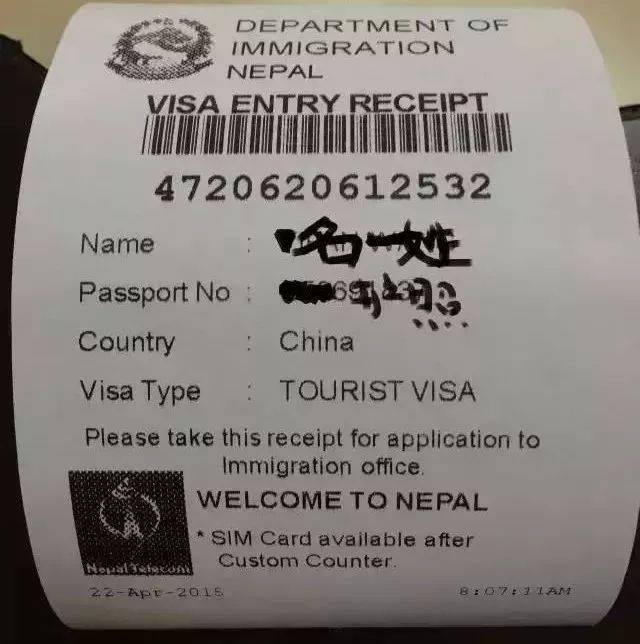 DEPARTMENT OF
IMMIGRATION
NEPAL
VISA ENTRY RECEIPT
4720620612532
Name :
Passport No :
Country : China
Visa Type : TOURIST VISA
Please take this receipt for application to
Immigration office.
WELCOME TO NEPAL
* SIM Card available after
Custom Counter.
Nepal Telecom
22-Apr-2015 8:07:11AM